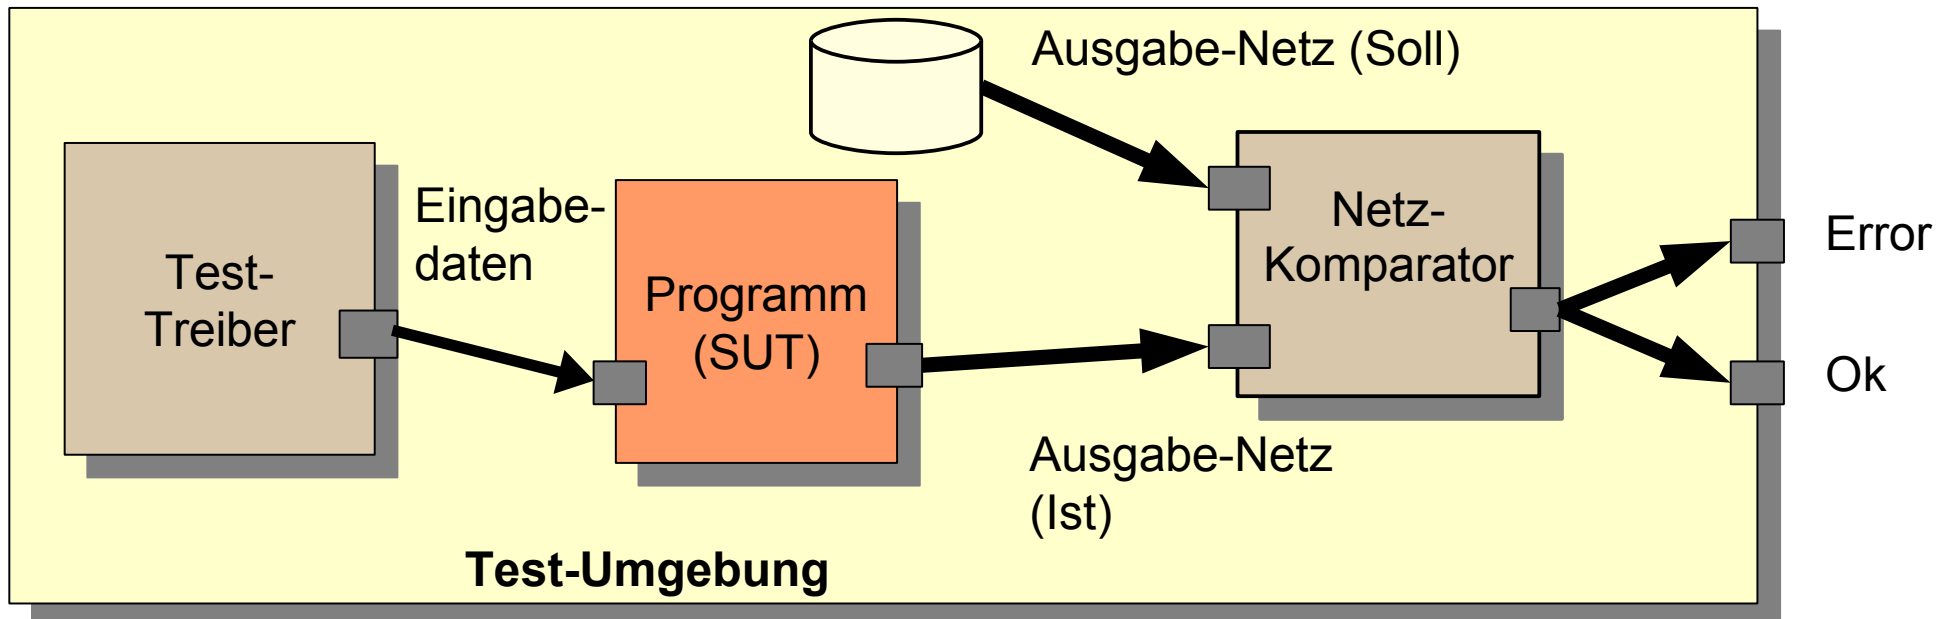 Ausgabe-Netz (Soll)
Test-
Treiber
Eingabe-
daten
Programm
(SUT)
Netz-
Komparator
Error
Ok
Ausgabe-Netz
(Ist)
Test-Umgebung